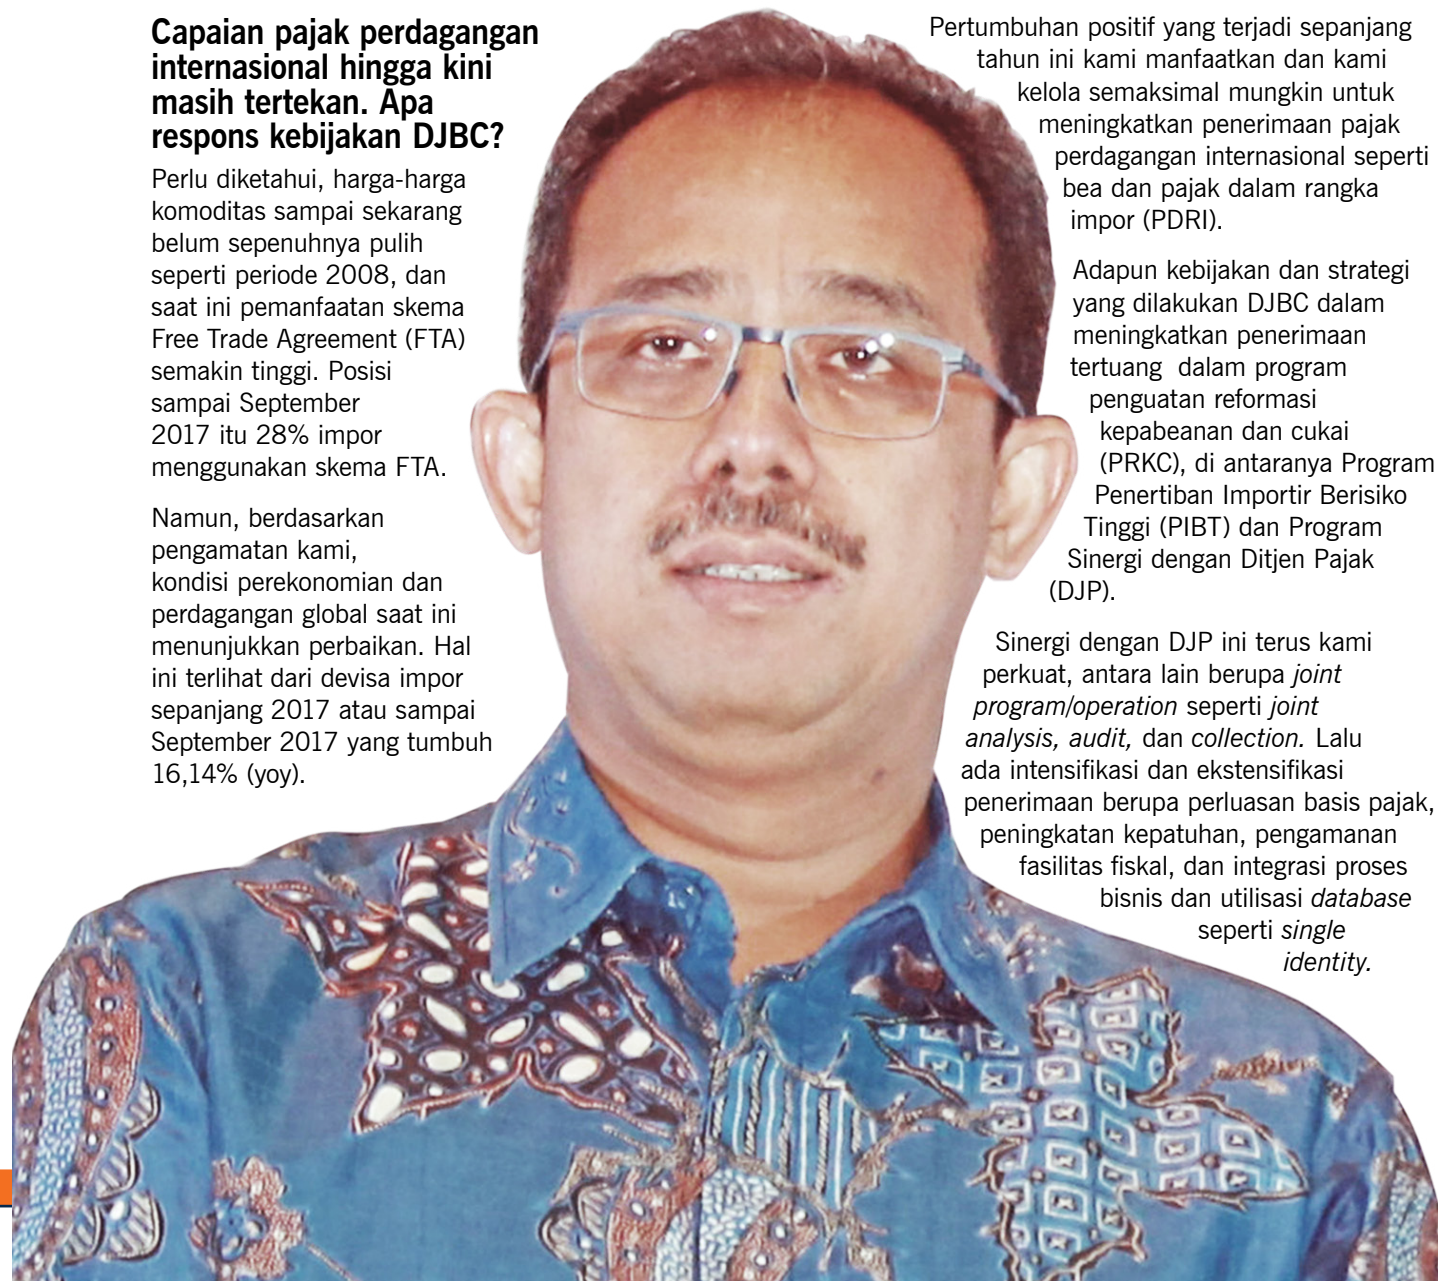 Capaian pajak perdagangan
internasional hingga kini
masih tertekan. Apa
respons kebijakan DJBC?
Perlu diketahui, harga-harga
komoditas sampai sekarang
belum sepenuhnya pulih
seperti periode 2008, dan
saat ini pemanfaatan skema
Free Trade Agreement (FTA)
semakin tinggi. Posisi
sampai September
2017 itu 28% impor
menggunakan skema FTA.
Namun, berdasarkan
pengamatan kami,
kondisi perekonomian dan
perdagangan global saat ini
menunjukkan perbaikan. Hal
ini terlihat dari devisa impor
sepanjang 2017 atau sampai
September 2017 yang tumbuh
16,14% (yoy).
Pertumbuhan positif yang terjadi sepanjang
tahun ini kami manfaatkan dan kami
kelola semaksimal mungkin untuk
meningkatkan penerimaan pajak
perdagangan internasional seperti
bea dan pajak dalam rangka
impor (PDRI).
Adapun kebijakan dan strategi
yang dilakukan DJBC dalam
meningkatkan penerimaan
tertuang dalam program
penguatan reformasi
kepabeanan dan cukai
(PRKC), di antaranya Program
Penertiban Importir Berisiko
Tinggi (PIBT) dan Program
Sinergi dengan Ditjen Pajak
(DJP).
Sinergi dengan DJP ini terus kami
perkuat, antara lain berupa joint
program/operation seperti joint
analysis, audit, dan collection. Lalu
ada intensifikasi dan ekstensifikasi
penerimaan berupa perluasan basis pajak,
peningkatan kepatuhan, pengamanan
fasilitas fiskal, dan integrasi proses
bisnis dan utilisasi database
seperti single
identity.